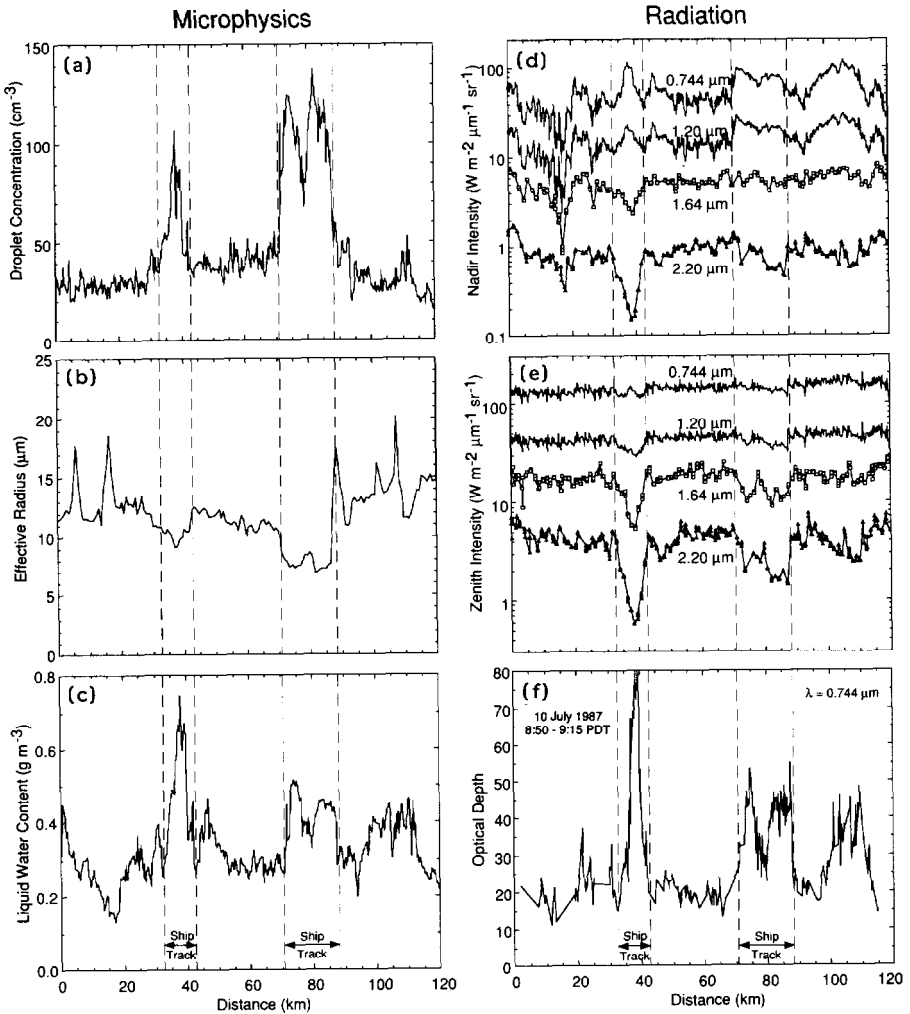 Microphysics
Radiation
(a)
Droplet Concentration (cm-3)
150
100
50
0
(b)
Effective Radius (μm)
25
20
15
10
5
0
(c)
Liquid Water Content (g m-3)
0.8
0.6
0.4
0.2
0.0
Ship
Track
Ship
Track
0 20 40 60 80 100 120
Distance (km)
(d)
Nadir Intensity (W m-2 μm-1 sr-1)
100
10
1
0.1
0.744 μm
1.20 μm
1.64 μm
2.20 μm
(e)
Zenith Intensity (W m-2 μm-1 sr-1)
100
10
1
0.744 μm
1.20 μm
1.64 μm
2.20 μm
(f)
λ = 0.744 μm
10 July 1987
8:50 - 9:15 PDT
Optical Depth
80
70
60
50
40
30
20
10
0
Ship
Track
Ship
Track
0 20 40 60 80 100 120
Distance (km)